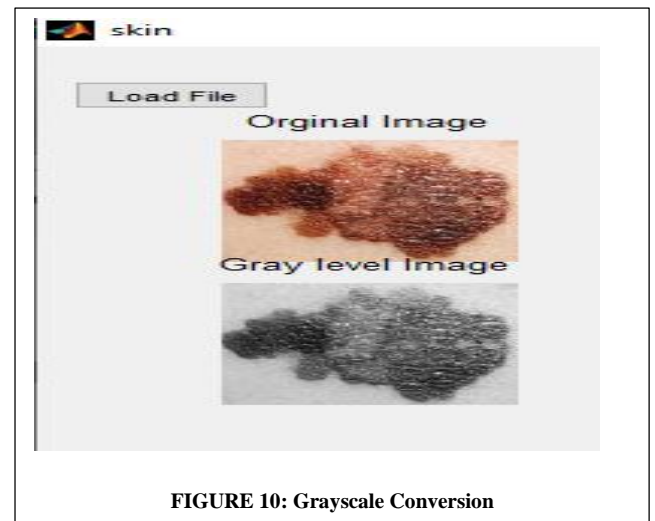 skin
Load File
Orginal Image
Gray level Image
FIGURE 10: Grayscale Conversion